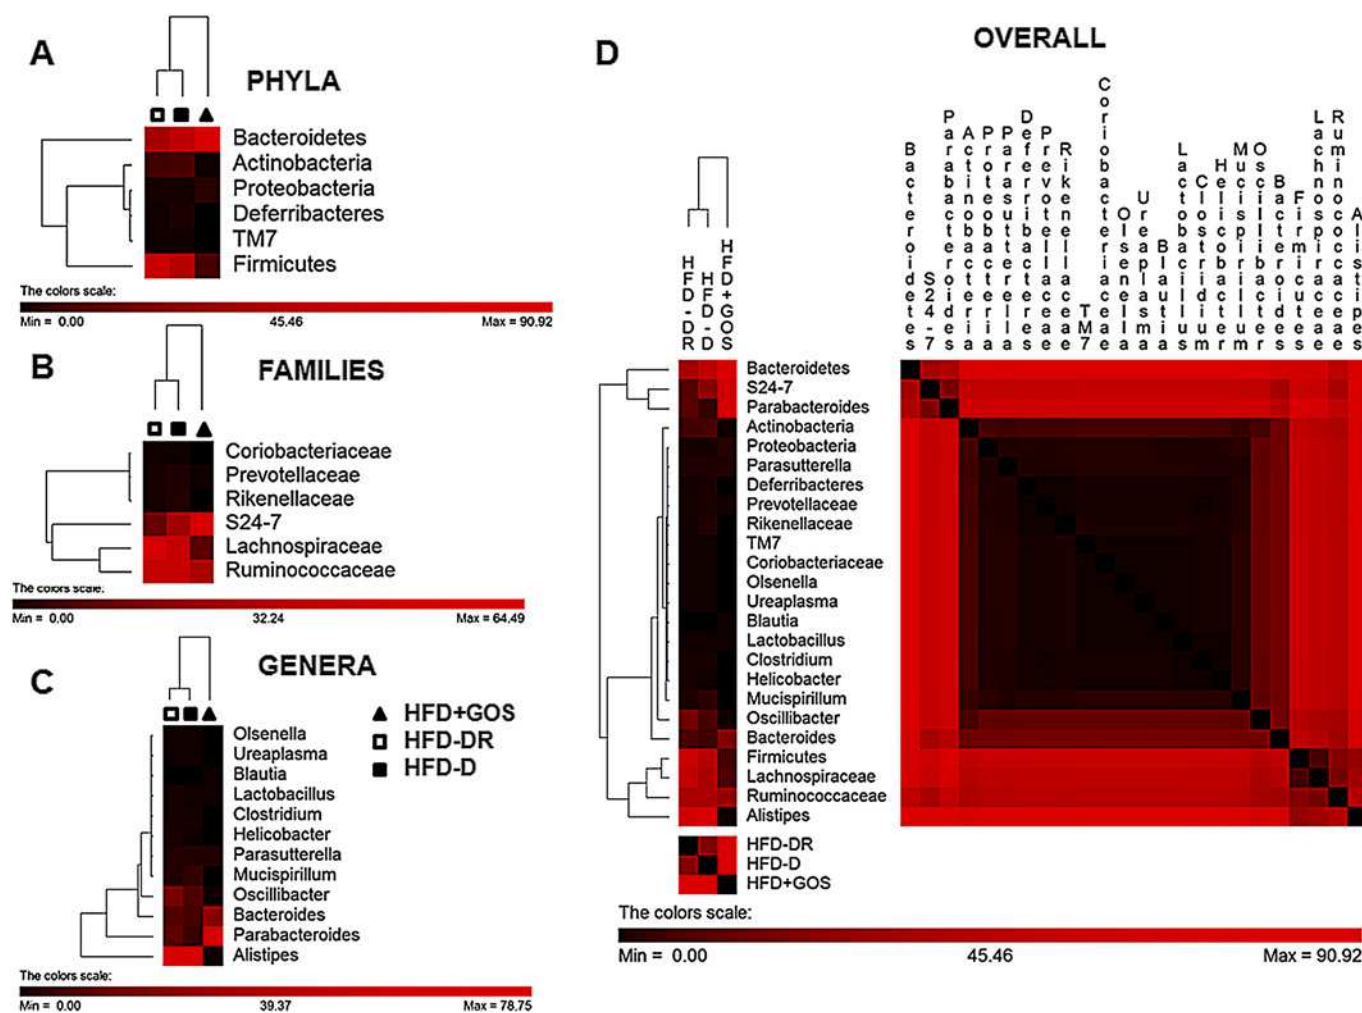 A
PHYLA
Bacteroidetes
Actinobacteria
Proteobacteria
Deferribacteres
TM7
Firmicutes
The colors scale:
Min = 0.00 45.46 Max = 90.92
B
FAMILIES
Coriobacteriaceae
Prevotellaceae
Rikenellaceae
S24-7
Lachnospiraceae
Ruminococcaceae
The colors scale:
Min = 0.00 32.24 Max = 64.49
C
GENERA
HFD+GOS
HFD-DR
HFD-D
Olsenella
Ureaplasma
Blautia
Lactobacillus
Clostridium
Helicobacter
Parasutterella
Mucispirillum
Oscillibacter
Bacteroides
Parabacteroides
Alistipes
The colors scale:
Min = 0.00 39.37 Max = 78.75
D
OVERALL
HFD-DR
HFD-D
HFD+GOS
Bacteroidetes
S24-7
Parabacteroides
Actinobacteria
Proteobacteria
Parasutterella
Deferribacteres
Prevotellaceae
Rikenellaceae
TM7
Coriobacteriaceae
Olsenella
Ureaplasma
Blautia
Lactobacillus
Clostridium
Helicobacter
Mucispirillum
Oscillibacter
Bacteroides
Firmicutes
Lachnospiraceae
Ruminococcaceae
Alistipes
Bacteroidetes
S24-7
Parabacteroides
Actinobacteria
Proteobacteria
Parasutterella
Deferribacteres
Prevotellaceae
Rikenellaceae
TM7
Coriobacteriaceae
Olsenella
Ureaplasma
Blautia
Lactobacillus
Clostridium
Helicobacter
Mucispirillum
Oscillibacter
Bacteroides
Firmicutes
Lachnospiraceae
Ruminococcaceae
Alistipes
HFD-DR
HFD-D
HFD+GOS
The colors scale:
Min = 0.00 45.46 Max = 90.92